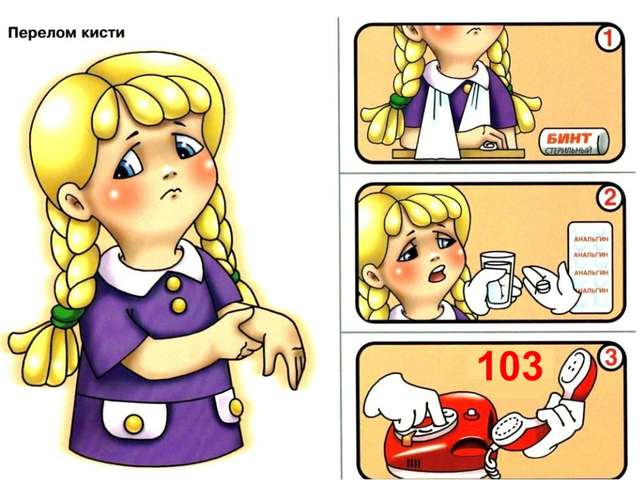 Перелом кисти
1
БИНТ
СТЕРИЛЬНЫЙ
2
АНАЛЬГИН
АНАЛЬГИН
АНАЛЬГИН
АНАЛЬГИН
103
3